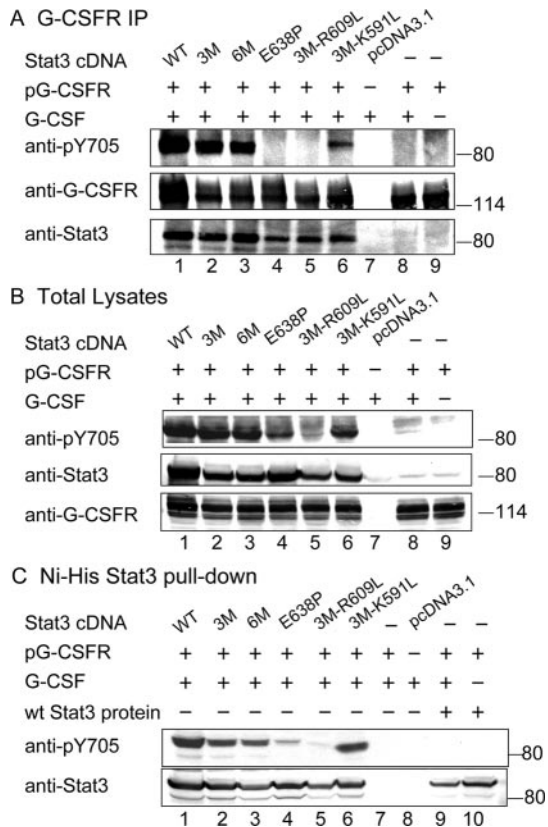 A G-CSFR IP
Stat3 cDNA WT 3M 6M E638P 3M-R609L 3M-K591L pcDNA3.1 – –
pG-CSFR + + + + + + – + +
G-CSF + + + + + + + + –
anti-pY705 –80
anti-G-CSFR –114
anti-Stat3 –80
1 2 3 4 5 6 7 8 9
B Total Lysates
Stat3 cDNA WT 3M 6M E638P 3M-R609L 3M-K591L pcDNA3.1 – –
pG-CSFR + + + + + + – + +
G-CSF + + + + + + + + –
anti-pY705 –80
anti-Stat3 –80
anti-G-CSFR –114
1 2 3 4 5 6 7 8 9
C Ni-His Stat3 pull-down
Stat3 cDNA WT 3M 6M E638P 3M-R609L 3M-K591L – pcDNA3.1 – –
pG-CSFR + + + + + + + – + +
G-CSF + + + + + + + + + –
wt Stat3 protein – – – – – – – – + +
anti-pY705 –80
anti-Stat3 –80
1 2 3 4 5 6 7 8 9 10